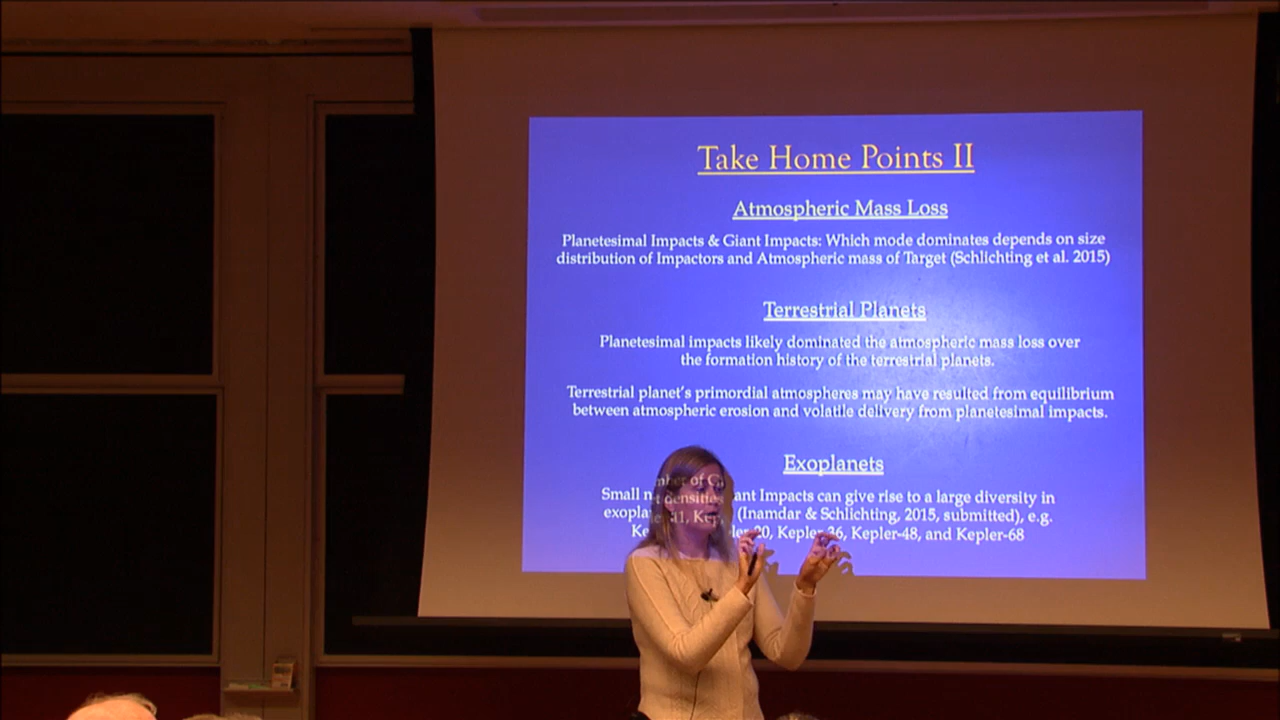 Take Home Points II
Atmospheric Mass Loss
Planetesimal Impacts & Giant Impacts: Which mode dominates depends on size
distribution of Impactors and Atmospheric mass of Target (Schlichting et al. 2015)
Terrestrial Planets
Planetesimal impacts likely dominated the atmospheric mass loss over
the formation history of the terrestrial planets.
Terrestrial planet's primordial atmospheres may have resulted from equilibrium
between atmospheric erosion and volatile delivery from planetesimal impacts.
Exoplanets
Small number of Giant Impacts can give rise to a large diversity in
densities (Inamdar & Schlichting, 2015, submitted), e.g.
Kepler-20, Kepler-36, Kepler-48, and Kepler-68